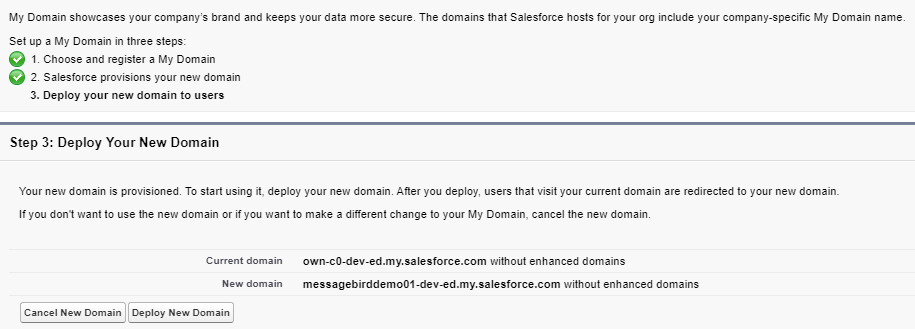 My Domain showcases your company's brand and keeps your data more secure. The domains that Salesforce hosts for your org include your company-specific My Domain name.
Set up a My Domain in three steps:
1. Choose and register a My Domain
2. Salesforce provisions your new domain
3. Deploy your new domain to users
Step 3: Deploy Your New Domain
Your new domain is provisioned. To start using it, deploy your new domain. After you deploy, users that visit your current domain are redirected to your new domain.
If you don't want to use the new domain or if you want to make a different change to your My Domain, cancel the new domain.
Current domain own-c0-dev-ed.my.salesforce.com without enhanced domains
New domain messagebirddemo01-dev-ed.my.salesforce.com without enhanced domains
Cancel New Domain Deploy New Domain